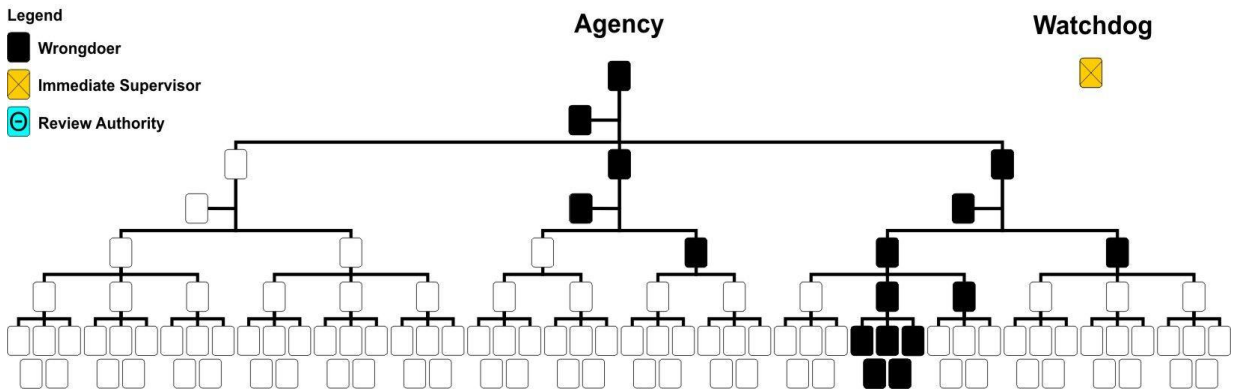 Legend
Agency
Watchdog
Wrongdoer
Immediate Supervisor
Review Authority